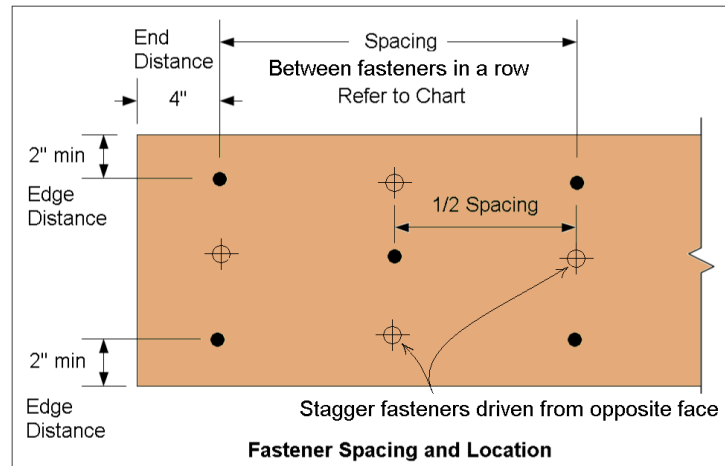 End
Distance
4"
Spacing
Between fasteners in a row
Refer to Chart
2" min
Edge
Distance
1/2 Spacing
2" min
Edge
Distance
Stagger fasteners driven from opposite face
Fastener Spacing and Location